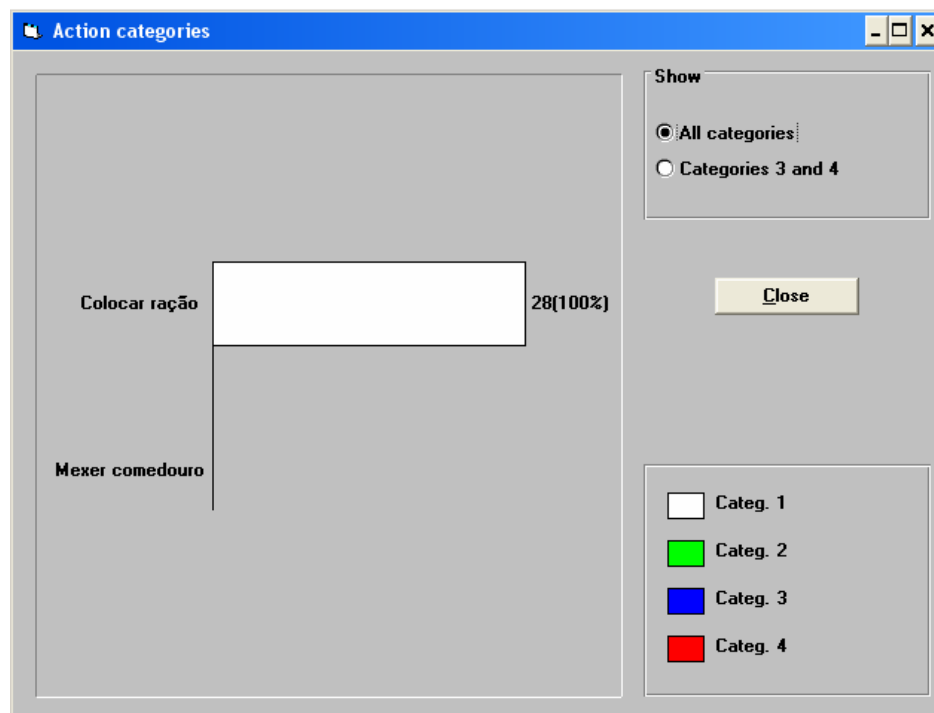 Action categories
Show
All categories
Categories 3 and 4
Close
Colocar ração
28(100%)
Mexer comedouro
Categ. 1
Categ. 2
Categ. 3
Categ. 4